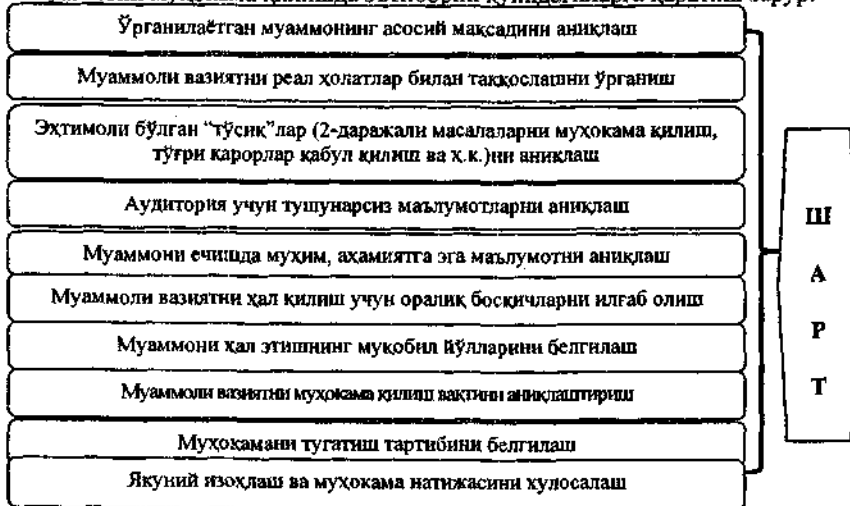 Ўрганилаётган муаммонинг асосий мақсадини аниқлаш
Муаммоли вазиятни реал ҳолатлар билан таққослашни ўрганиш
Эҳтимоли бўлган “тўсиқ”лар (2-даражали масалаларни муҳокама қилиш,
тўғри қарорлар қабул қилиш ва ҳ.к.)ни аниқлаш
Аудитория учун тушунарсиз маълумотларни аниқлаш
Муаммони ечишда муҳим, аҳамиятга эга маълумотни аниқлаш
Муаммоли вазиятни ҳал қилиш учун оралиқ босқичларни илғаб олиш
Муаммони ҳал этишнинг муқобил йўлларини белгилаш
Муаммоли вазиятни муҳокама қилиш вақтини аниқлаштириш
Муҳокамани тугатиш тартибини белгилаш
Якуний изоҳлаш ва муҳокама натижасини хулосалаш
Ш
А
Р
Т